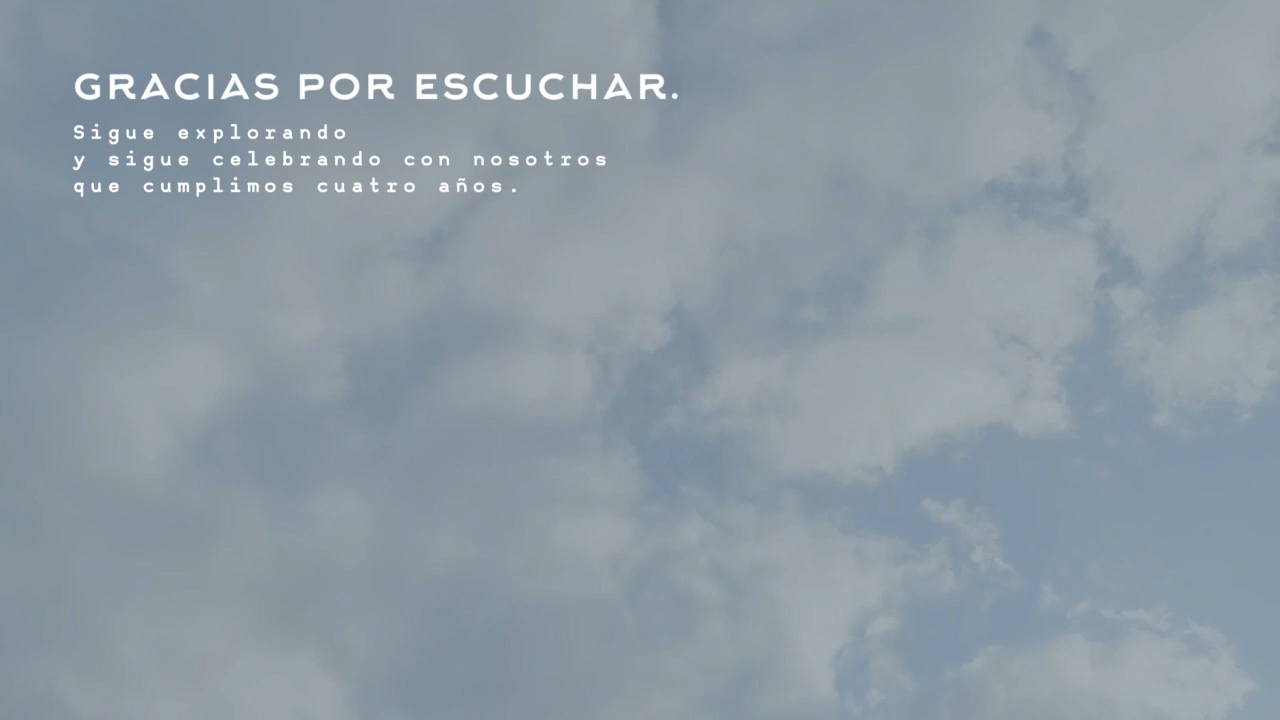 GRACIAS POR ESCUCHAR.
Sigue explorando
y sigue celebrando con nosotros
que cumplimos cuatro años.